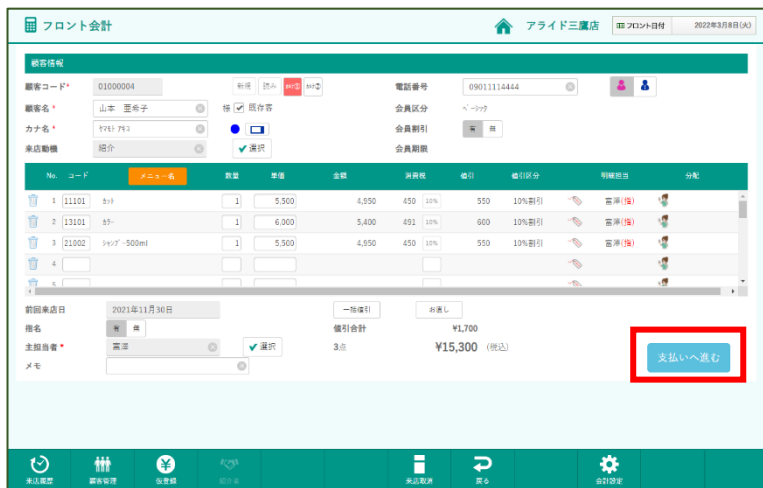 フロント会計 アライド三鷹店 フロント日付 2022年3月8日(火)
顧客情報
顧客コード* 01000004 新規 読み ｶﾙﾃ① ｶﾙﾃ② 電話番号 09011114444
顧客名* 山本 亜希子 様 既存客 会員区分 ﾍﾞｰｼｯｸ
カナ名* ﾔﾏﾓﾄ ｱｷｺ 会員割引 有 無
来店動機 紹介 選択 会員期限
No. コード メニュー名 数量 単価 金額 消費税 値引 値引区分 明細担当 分配
1 11101 ｶｯﾄ 1 5,500 4,950 450 10% 550 10%割引 富澤(指)
2 13101 ｶﾗｰ 1 6,000 5,400 491 10% 600 10%割引 富澤(指)
3 21002 ｼｬﾝﾌﾟｰ500ml 1 5,500 4,950 450 10% 550 10%割引 富澤(指)
4
5
前回来店日 2021年11月30日 一括値引 お直し
指名 有 無 値引合計 ¥1,700
主担当者* 富澤 選択 3点 ¥15,300 (税込)
支払いへ進む
メモ
来店履歴 顧客管理 仮登録 紹介者 来店取消 戻る 会計設定